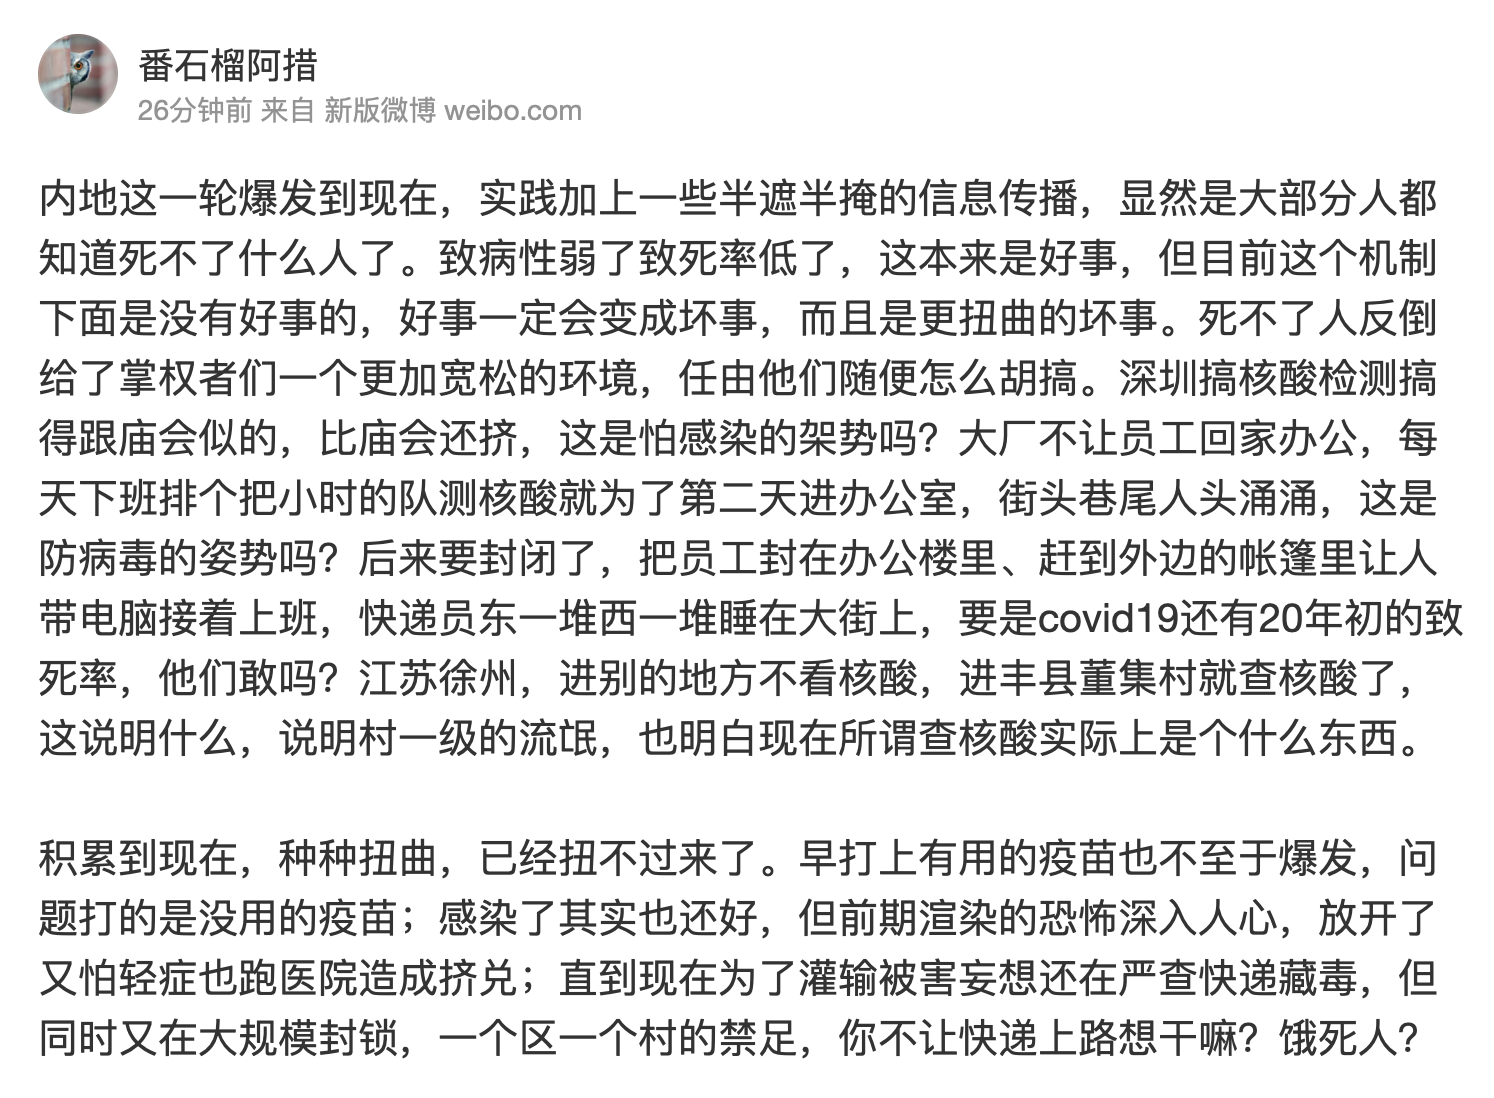 番石榴阿措
26分钟前 来自 新版微博 weibo.com
内地这一轮爆发到现在，实践加上一些半遮半掩的信息传播，显然是大部分人都
知道死不了什么人了。致病性弱了致死率低了，这本来是好事，但目前这个机制
下面是没有好事的，好事一定会变成坏事，而且是更扭曲的坏事。死不了人反倒
给了掌权者们一个更加宽松的环境，任由他们随便怎么胡搞。深圳搞核酸检测搞
得跟庙会似的，比庙会还挤，这是怕感染的架势吗？大厂不让员工回家办公，每
天下班排个把小时的队测核酸就为了第二天进办公室，街头巷尾人头涌涌，这是
防病毒的姿势吗？后来要封闭了，把员工封在办公楼里、赶到外边的帐篷里让人
带电脑接着上班，快递员东一堆西一堆睡在大街上，要是covid19还有20年初的致
死率，他们敢吗？江苏徐州，进别的地方不看核酸，进丰县董集村就查核酸了，
这说明什么，说明村一级的流氓，也明白现在所谓查核酸实际上是个什么东西。
积累到现在，种种扭曲，已经扭不过来了。早打上有用的疫苗也不至于爆发，问
题打的是没用的疫苗；感染了其实也还好，但前期渲染的恐怖深入人心，放开了
又怕轻症也跑医院造成挤兑；直到现在为了灌输被害妄想还在严查快递藏毒，但
同时又在大规模封锁，一个区一个村的禁足，你不让快递上路想干嘛？饿死人？